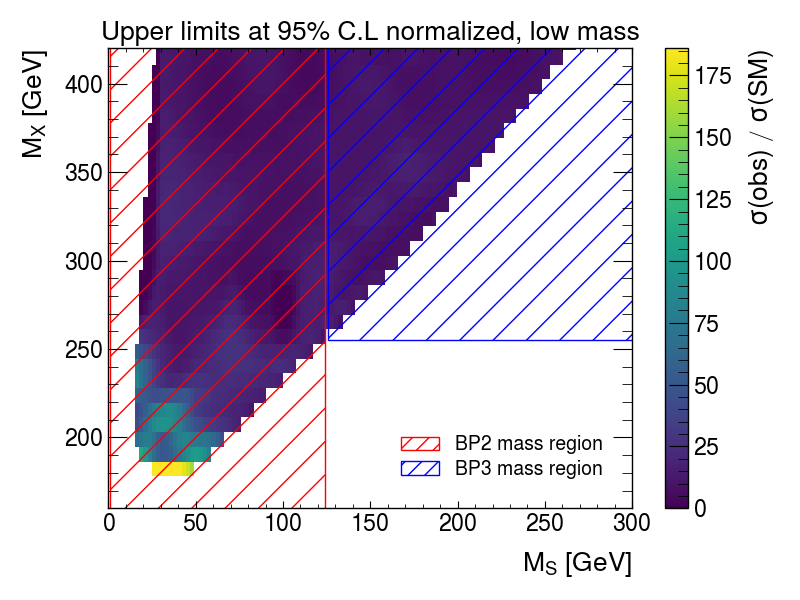 Upper limits at 95% C.L normalized, low mass
M_X [GeV]
400
350
300
250
200
0 50 100 150 200 250 300
M_S [GeV]
BP2 mass region
BP3 mass region
175
150
125
100
75
50
25
0
σ(obs) / σ(SM)